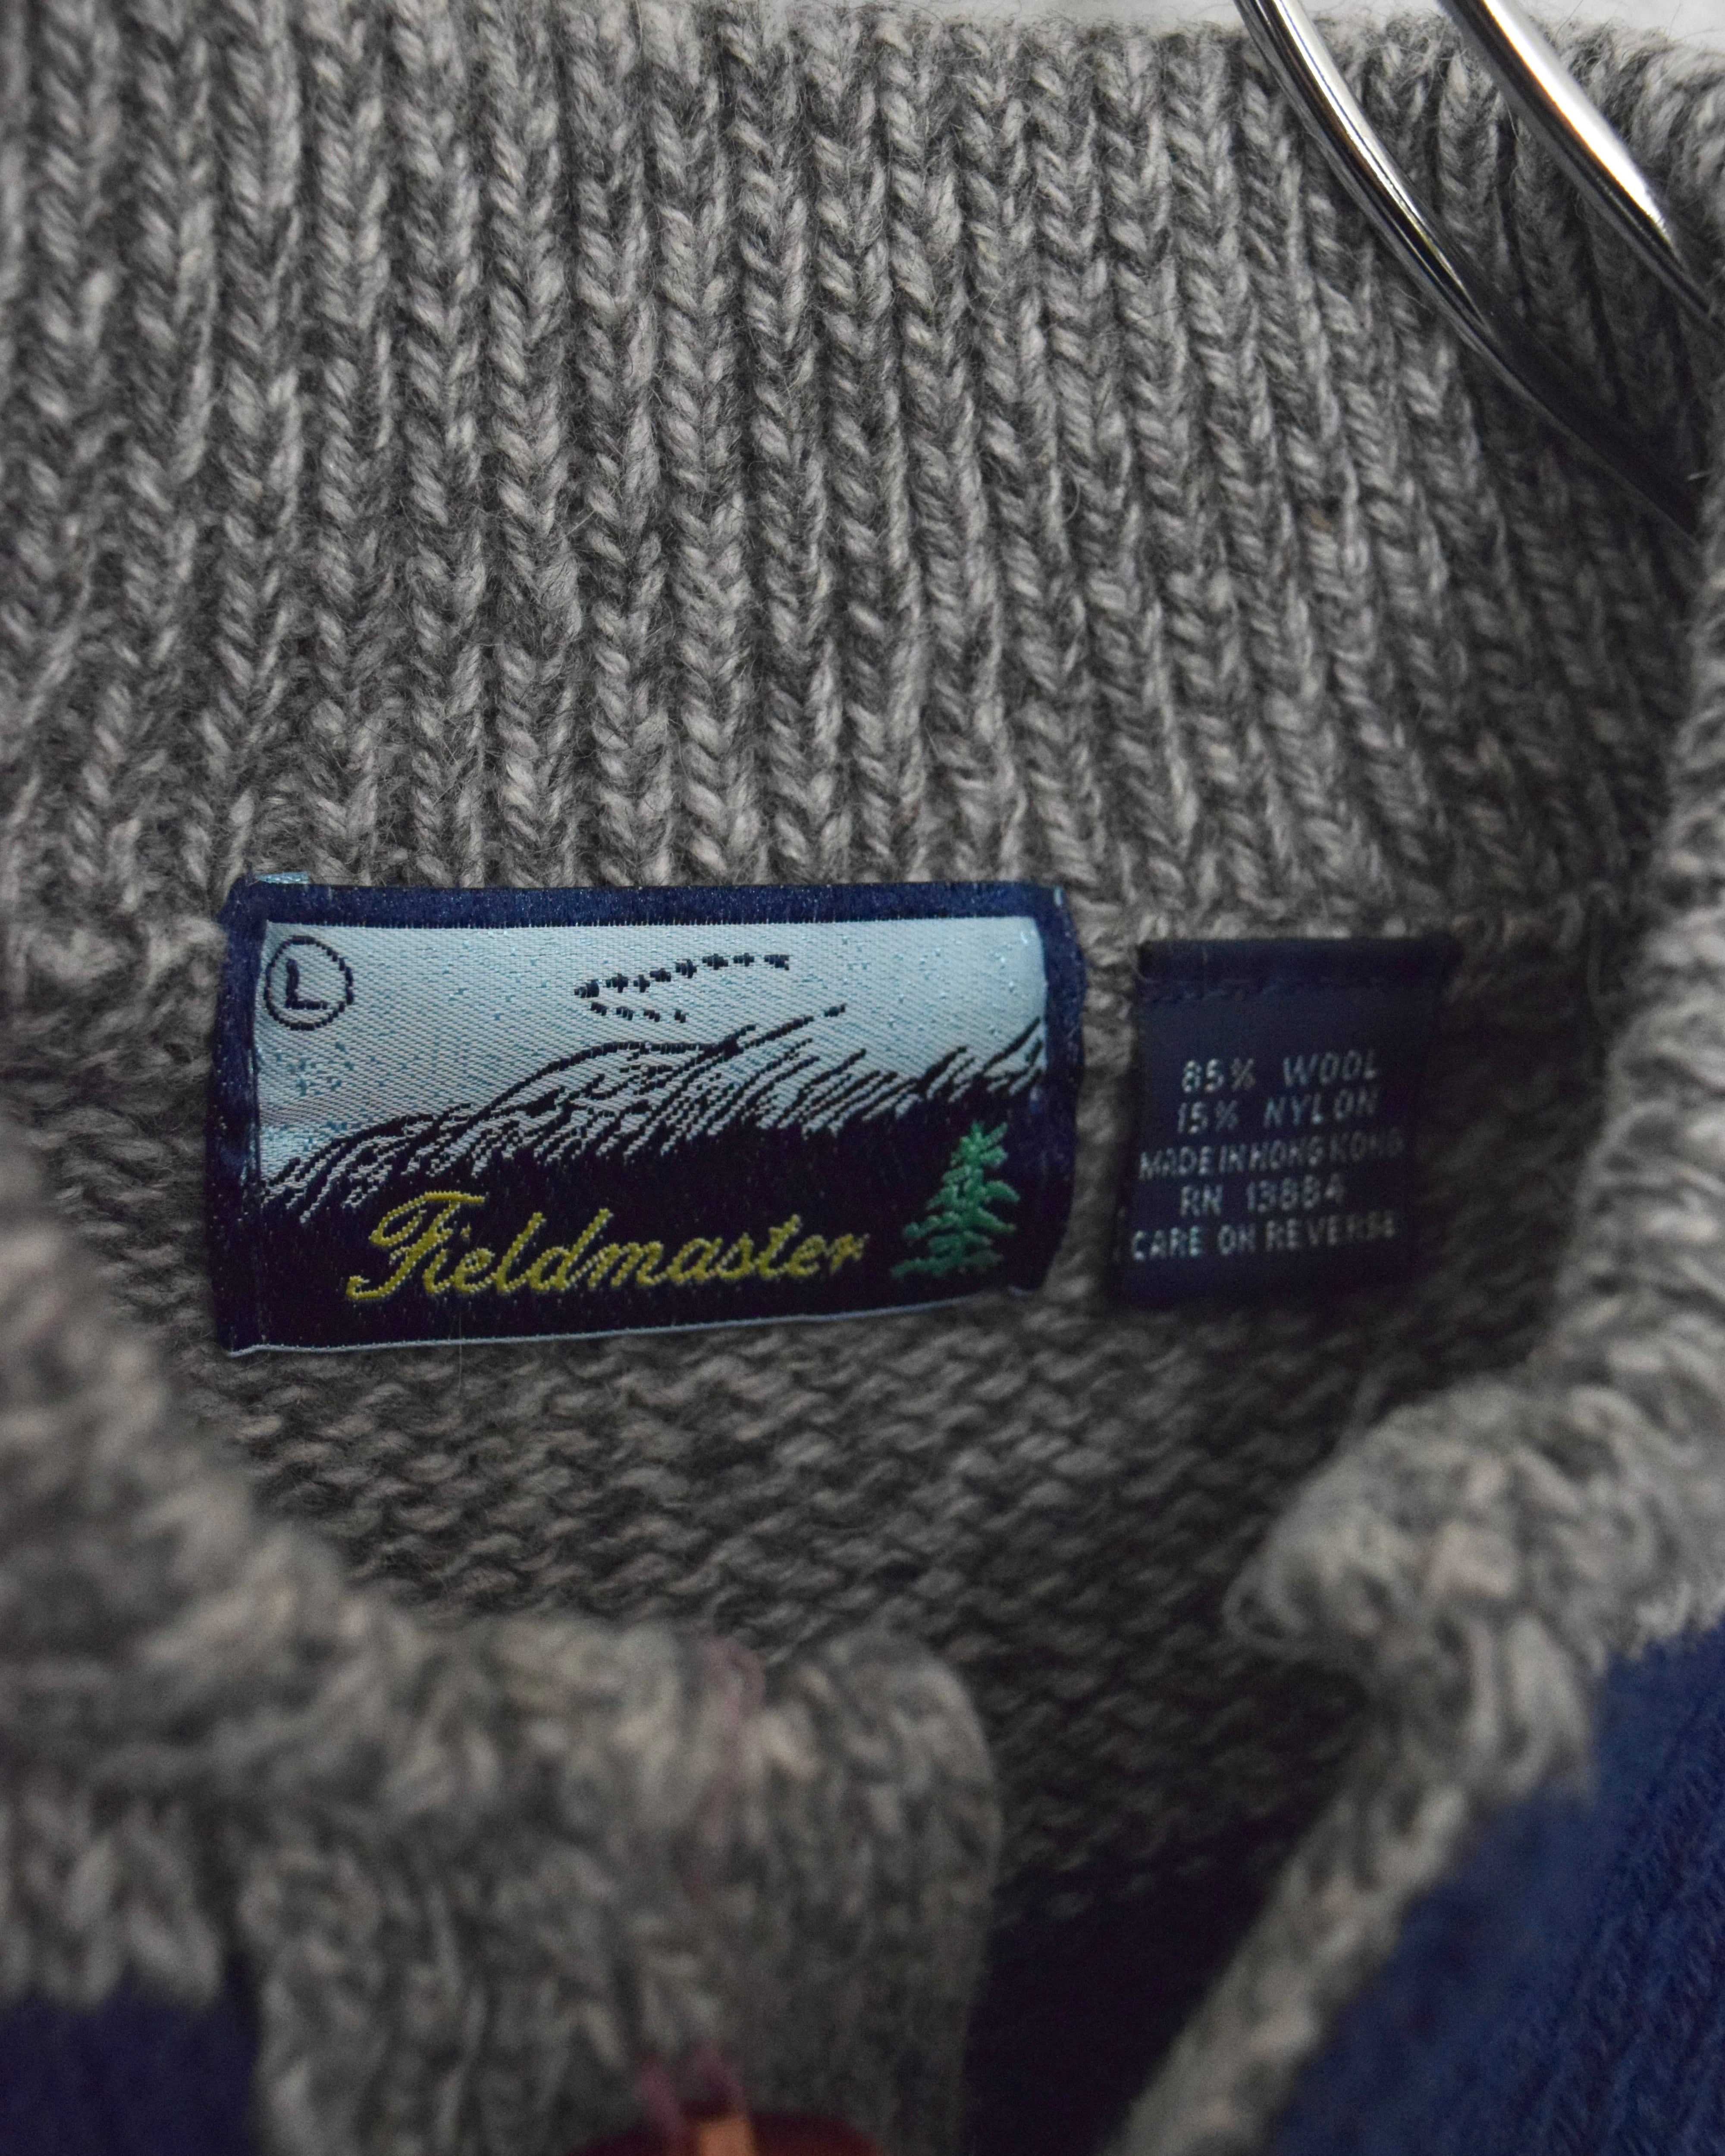 L
Fieldmaster
85% WOOL
15% NYLON
MADE IN HONG KONG
RN 13884
CARE ON REVERSE